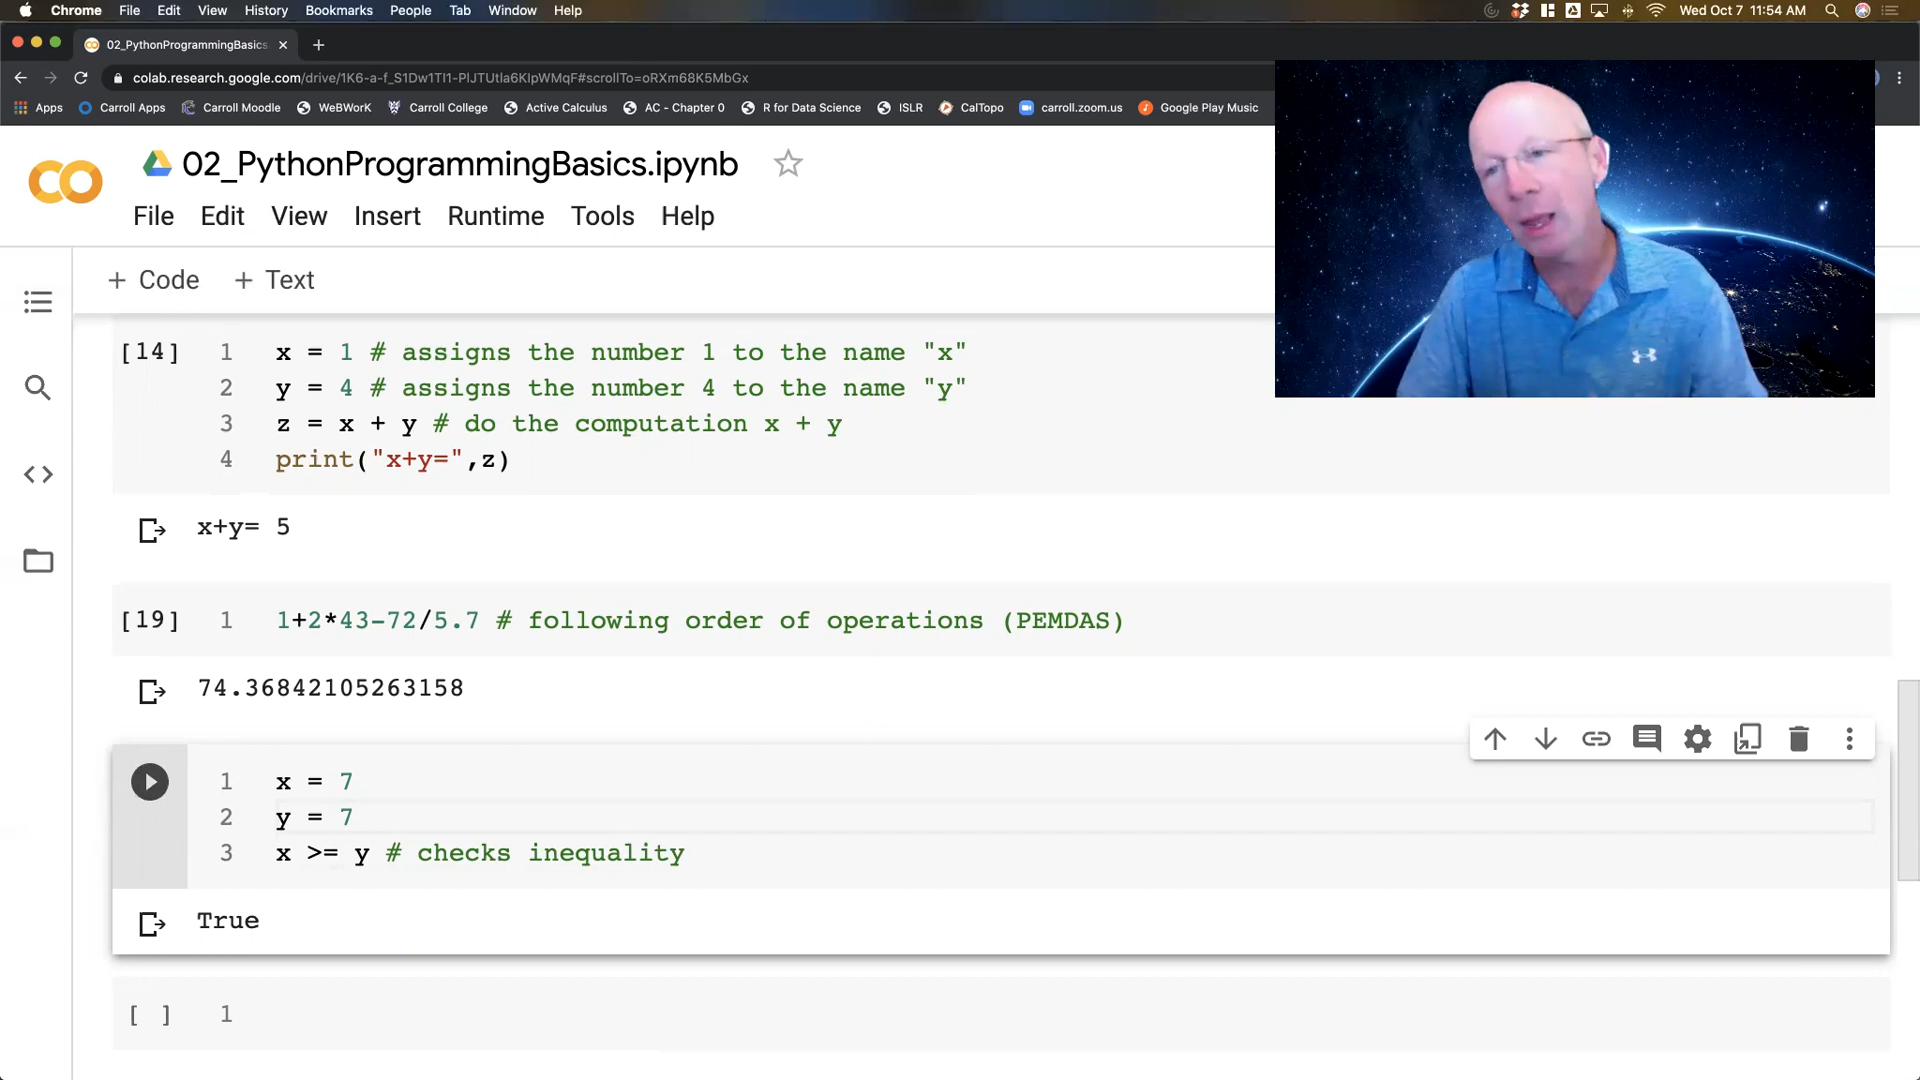 Chrome File Edit View History Bookmarks People Tab Window Help Wed Oct 7 11:54 AM
02_PythonProgrammingBasics.
colab.research.google.com/drive/1K6-a-f_S1Dw1TI1-PlJTUtla6KlpWMqF#scrollTo=oRXm68K5MbGx
Apps Carroll Apps Carroll Moodle WeBWorK Carroll College Active Calculus AC - Chapter 0 R for Data Science ISLR CalTopo carroll.zoom.us Google Play Music
02_PythonProgrammingBasics.ipynb
File Edit View Insert Runtime Tools Help
+ Code + Text
[14] 1 x = 1 # assigns the number 1 to the name "x"
2 y = 4 # assigns the number 4 to the name "y"
3 z = x + y # do the computation x + y
4 print("x+y=",z)
x+y= 5
[19] 1 1+2*43-72/5.7 # following order of operations (PEMDAS)
74.36842105263158
1 x = 7
2 y = 7
3 x >= y # checks inequality
True
[ ] 1